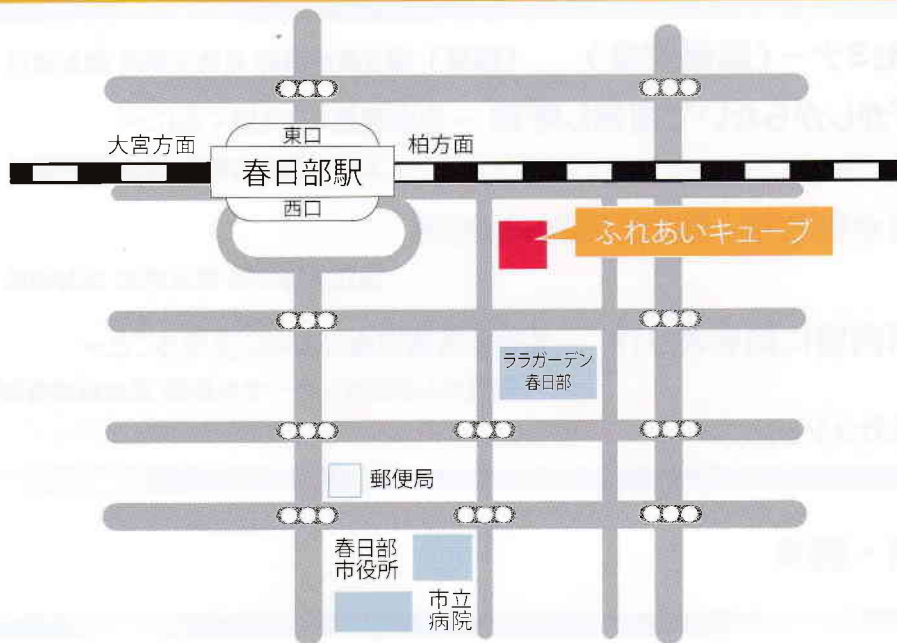 東口
大宮方面
柏方面
春日部駅
西口
ふれあいキューブ
ララガーデン
春日部
郵便局
春日部
市役所
市立
病院